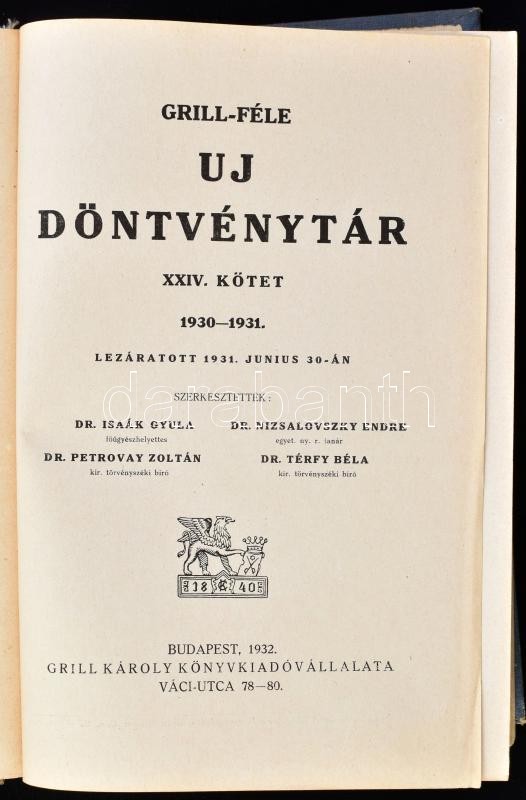 GRILL-FÉLE
UJ
DÖNTVÉNYTÁR
XXIV. KÖTET
1930—1931.
LEZÁRATOTT 1931. JUNIUS 30-ÁN
SZERKESZTETTEK:
DR. ISAÁK GYULA DR. NIZSALOVSZKY ENDRE
főügyészhelyettes egyet. ny. r. tanár
DR. PETROVAY ZOLTÁN DR. TÉRFY BÉLA
kir. törvényszéki biró kir. törvényszéki biró
darabanth
18 40
BUDAPEST, 1932.
GRILL KÁROLY KÖNYVKIADÓVÁLLALATA
VÁCI-UTCA 78—80.